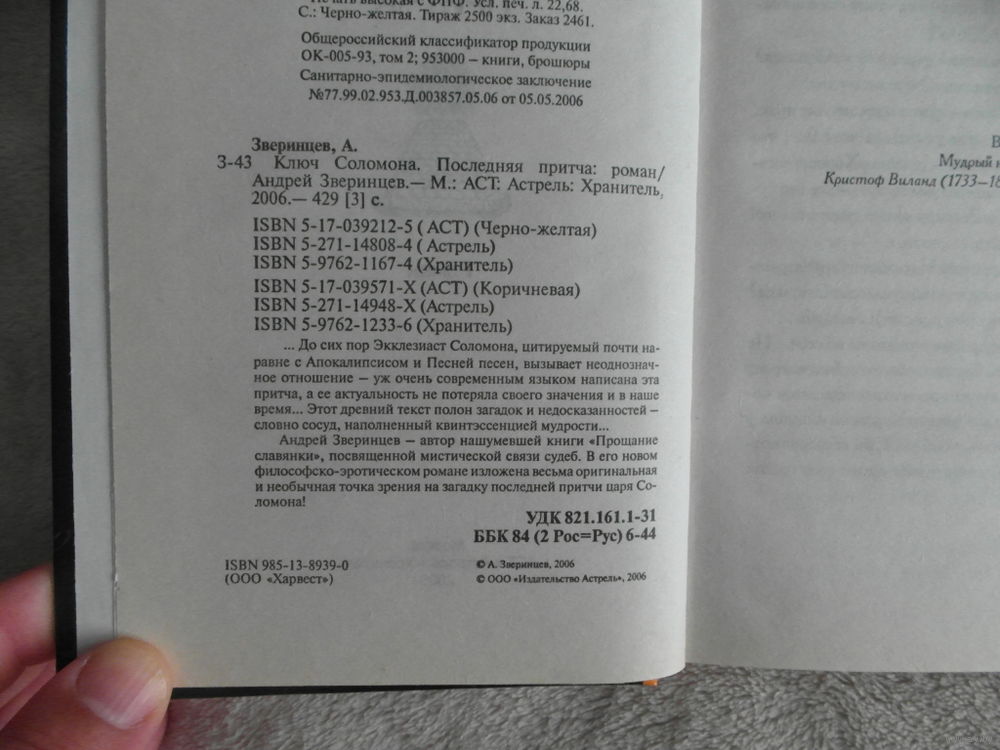 Печать высокая с ФПФ. Усл. печ. л. 22,68.
С.: Черно-желтая. Тираж 2500 экз. Заказ 2461.
Общероссийский классификатор продукции
ОК-005-93, том 2; 953000 – книги, брошюры
Санитарно-эпидемиологическое заключение
№77.99.02.953.Д.003857.05.06 от 05.05.2006
Зверинцев, А.
З-43 Ключ Соломона. Последняя притча: роман/
Андрей Зверинцев.— М.: АСТ: Астрель: Хранитель,
2006.— 429 [3] с.
ISBN 5-17-039212-5 ( АСТ) (Черно-желтая)
ISBN 5-271-14808-4 ( Астрель)
ISBN 5-9762-1167-4 (Хранитель)
ISBN 5-17-039571-Х (АСТ) (Коричневая)
ISBN 5-271-14948-Х (Астрель)
ISBN 5-9762-1233-6 (Хранитель)
... До сих пор Экклезиаст Соломона, цитируемый почти на-
равне с Апокалипсисом и Песней песен, вызывает неоднознач-
ное отношение – уж очень современным языком написана эта
притча, а ее актуальность не потеряла своего значения и в наше
время... Этот древний текст полон загадок и недосказанностей –
словно сосуд, наполненный квинтэссенцией мудрости...
Андрей Зверинцев – автор нашумевшей книги «Прощание
славянки», посвященной мистической связи судеб. В его новом
философско-эротическом романе изложена весьма оригинальная
и необычная точка зрения на загадку последней притчи царя Со-
ломона!
УДК 821.161.1-31
ББК 84 (2 Рос=Рус) 6-44
ISBN 985-13-8939-0
(ООО «Харвест»)
© А. Зверинцев, 2006
© ООО «Издательство Астрель», 2006
В
Мудрый н
Кристоф Виланд (1733–18